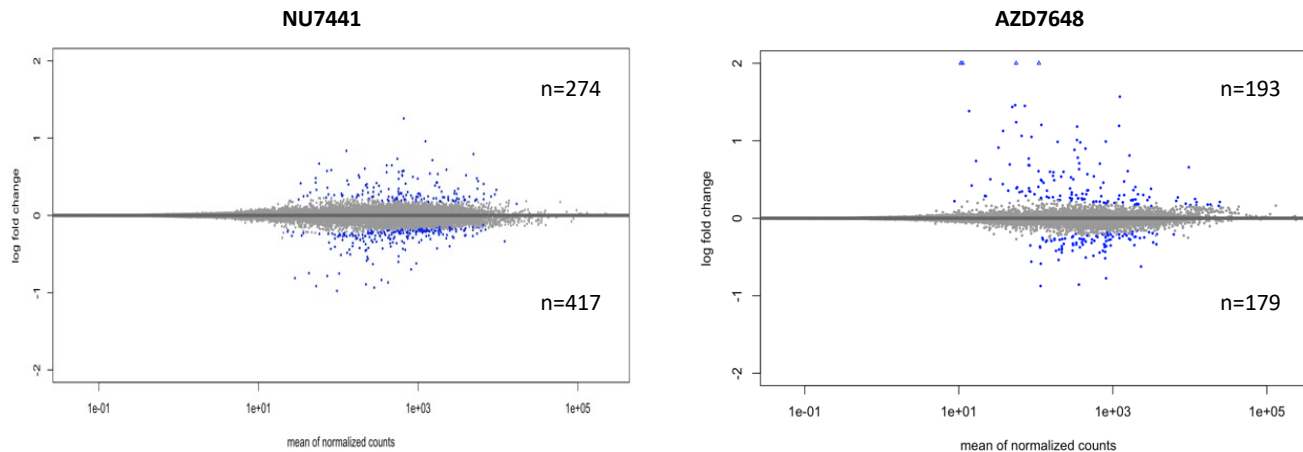 NU7441
2
1
0
-1
-2
log fold change
n=274
n=417
1e-01
1e+01
1e+03
1e+05
mean of normalized counts
AZD7648
2
1
0
-1
-2
log fold change
n=193
n=179
1e-01
1e+01
1e+03
1e+05
mean of normalized counts